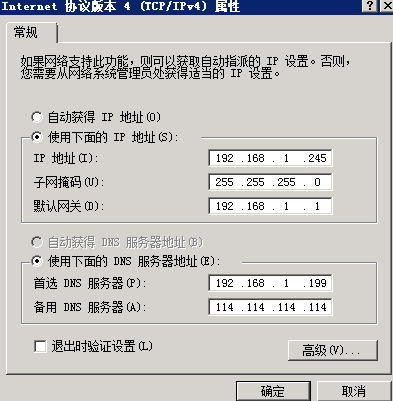 Internet 协议版本 4 (TCP/IPv4) 属性
常规
如果网络支持此功能，则可以获取自动指派的 IP 设置。否则，
您需要从网络系统管理员处获得适当的 IP 设置。
自动获得 IP 地址(O)
使用下面的 IP 地址(S):
IP 地址(I): 192 .168 . 1 .245
子网掩码(U): 255 .255 .255 . 0
默认网关(D): 192 .168 . 1 . 1
自动获得 DNS 服务器地址(B)
使用下面的 DNS 服务器地址(E):
首选 DNS 服务器(P): 192 .168 . 1 .199
备用 DNS 服务器(A): 114 .114 .114 .114
退出时验证设置(L)
高级(V)...
确定 取消